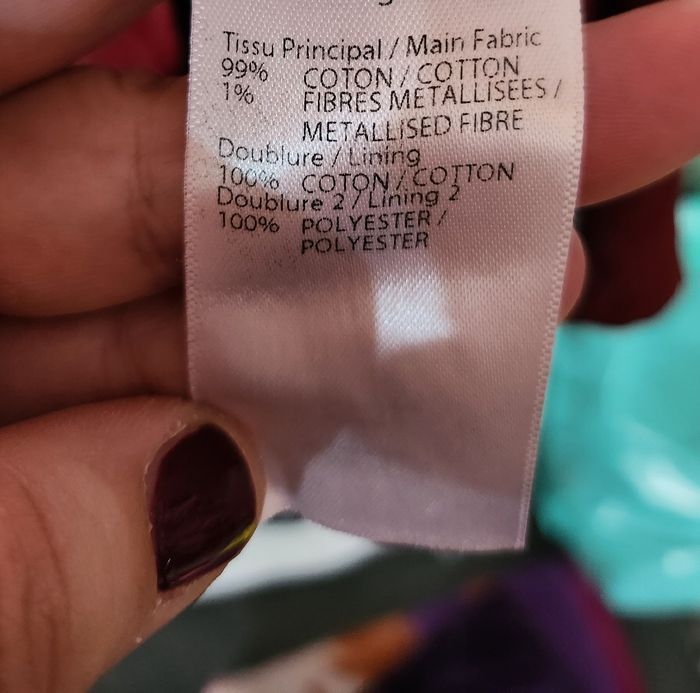 Tissu Principal / Main Fabric
99% COTON / COTTON
1% FIBRES METALLISEES /
METALLISED FIBRE
Doublure / Lining
100% COTON / COTTON
Doublure 2 / Lining 2
100% POLYESTER /
POLYESTER